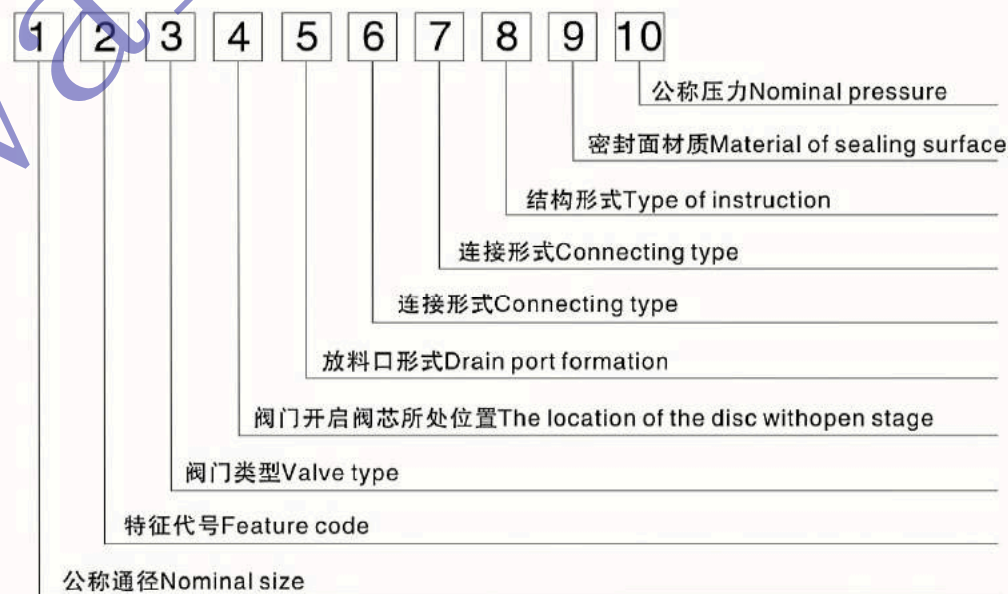 1 2 3 4 5 6 7 8 9 10
公称压力Nominal pressure
密封面材质Material of sealing surface
结构形式Type of instruction
连接形式Connecting type
连接形式Connecting type
放料口形式Drain port formation
阀门开启阀芯所处位置The location of the disc withopen stage
阀门类型Valve type
特征代号Feature code
公称通径Nominal size